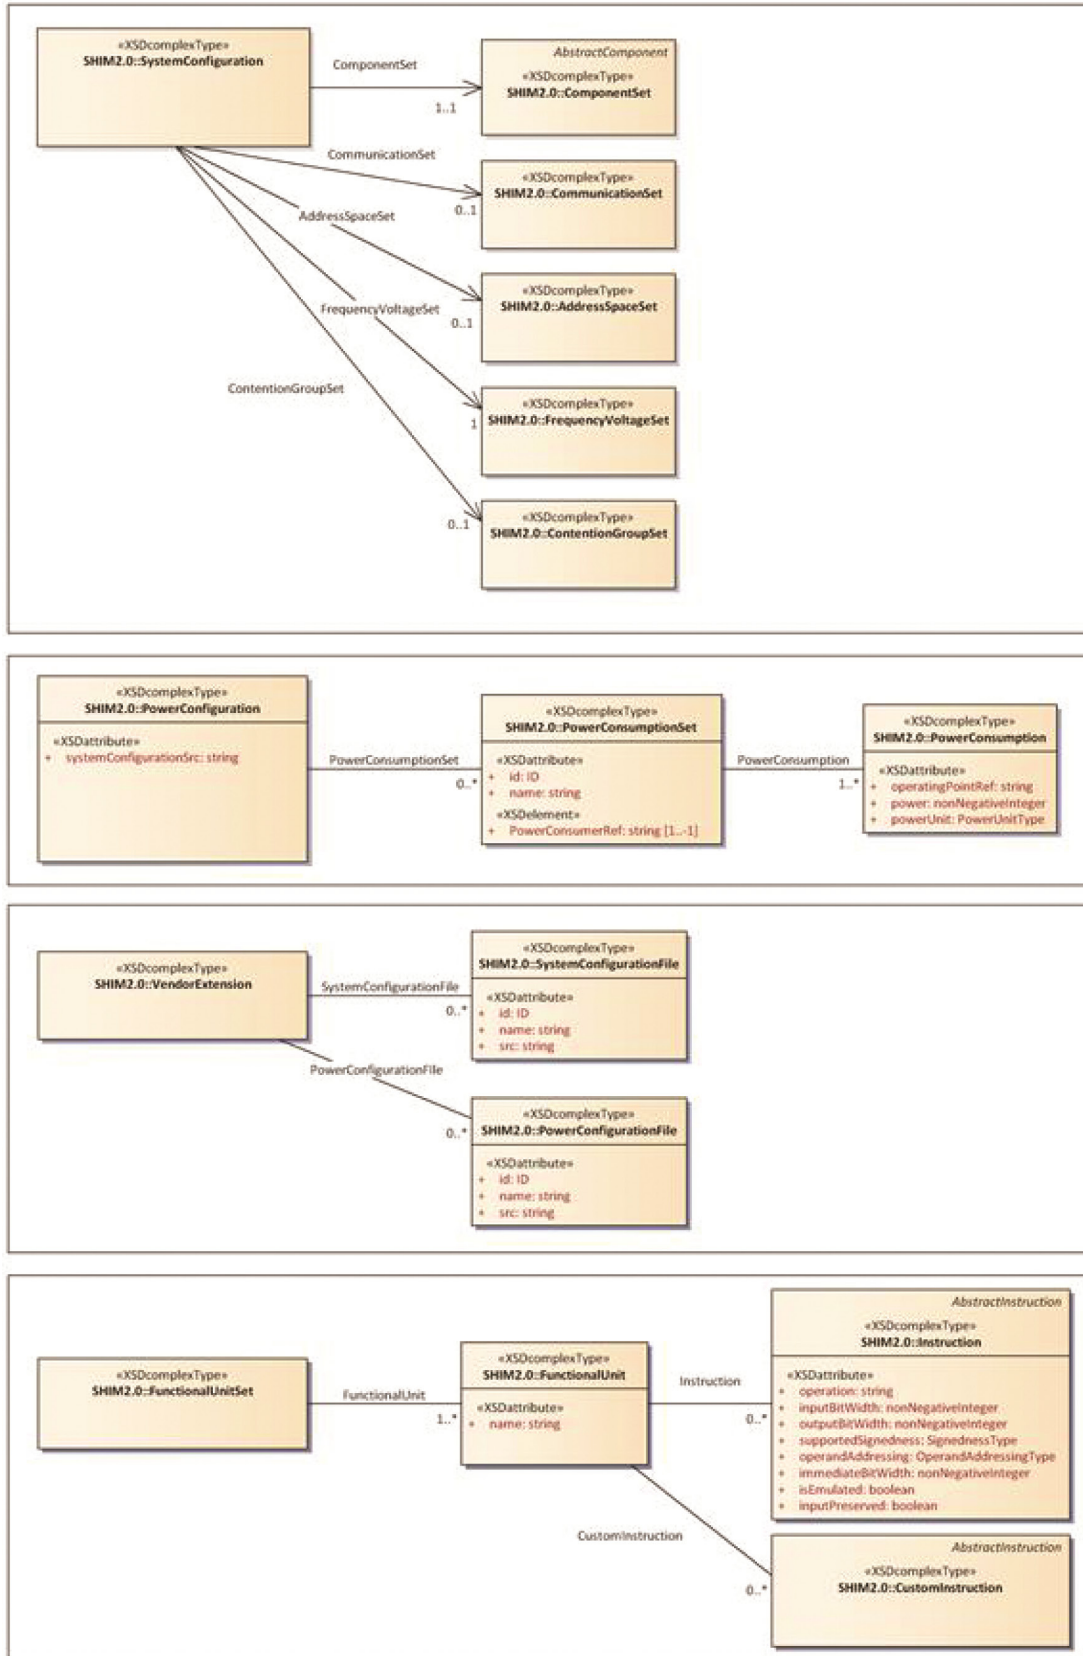 «XSDcomplexType»
SHIM2.0::SystemConfiguration
ComponentSet
1..1
AbstractComponent
«XSDcomplexType»
SHIM2.0::ComponentSet
CommunicationSet
0..1
«XSDcomplexType»
SHIM2.0::CommunicationSet
AddressSpaceSet
0..1
«XSDcomplexType»
SHIM2.0::AddressSpaceSet
FrequencyVoltageSet
1
«XSDcomplexType»
SHIM2.0::FrequencyVoltageSet
ContentionGroupSet
0..1
«XSDcomplexType»
SHIM2.0::ContentionGroupSet
«XSDcomplexType»
SHIM2.0::PowerConfiguration
«XSDattribute»
+ systemConfigurationSrc: string
PowerConsumptionSet
0..*
«XSDcomplexType»
SHIM2.0::PowerConsumptionSet
«XSDattribute»
+ id: ID
+ name: string
«XSDelement»
+ PowerConsumerRef: string [1..-1]
PowerConsumption
1..*
«XSDcomplexType»
SHIM2.0::PowerConsumption
«XSDattribute»
+ operatingPointRef: string
+ power: nonNegativeInteger
+ powerUnit: PowerUnitType
«XSDcomplexType»
SHIM2.0::VendorExtension
SystemConfigurationFile
0..*
«XSDcomplexType»
SHIM2.0::SystemConfigurationFile
«XSDattribute»
+ id: ID
+ name: string
+ src: string
PowerConfigurationFIle
0..*
«XSDcomplexType»
SHIM2.0::PowerConfigurationFile
«XSDattribute»
+ id: ID
+ name: string
+ src: string
«XSDcomplexType»
SHIM2.0::FunctionalUnitSet
FunctionalUnit
1..*
«XSDcomplexType»
SHIM2.0::FunctionalUnit
«XSDattribute»
+ name: string
Instruction
0..*
AbstractInstruction
«XSDcomplexType»
SHIM2.0::Instruction
«XSDattribute»
+ operation: string
+ inputBitWidth: nonNegativeInteger
+ outputBitWidth: nonNegativeInteger
+ supportedSignedness: SignednessType
+ operandAddressing: OperandAddressingType
+ immediateBitWidth: nonNegativeInteger
+ isEmulated: boolean
+ inputPreserved: boolean
CustomInstruction
0..*
AbstractInstruction
«XSDcomplexType»
SHIM2.0::CustomInstruction